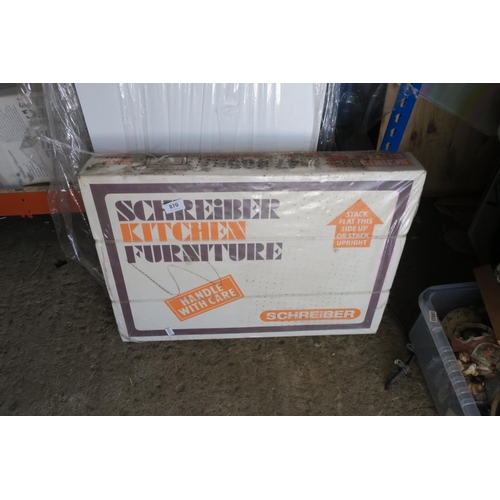 SCHREIBER
KITCHEN
FURNITURE
STACK
FLAT THIS
SIDE UP
OR STACK
UPRIGHT
HANDLE
WITH CARE
SCHREIBER